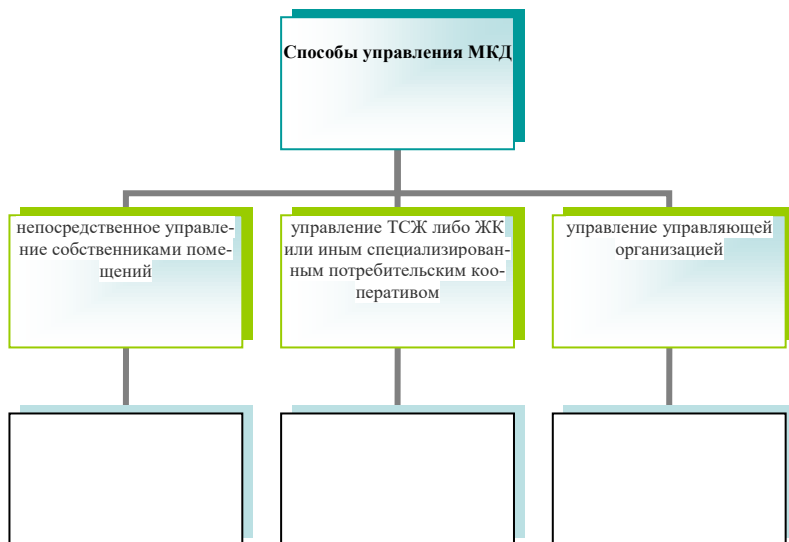 Способы управления МКД
непосредственное управле-
ние собственниками поме-
щений
управление ТСЖ либо ЖК
или иным специализирован-
ным потребительским коо-
перативом
управление управляющей
организацией